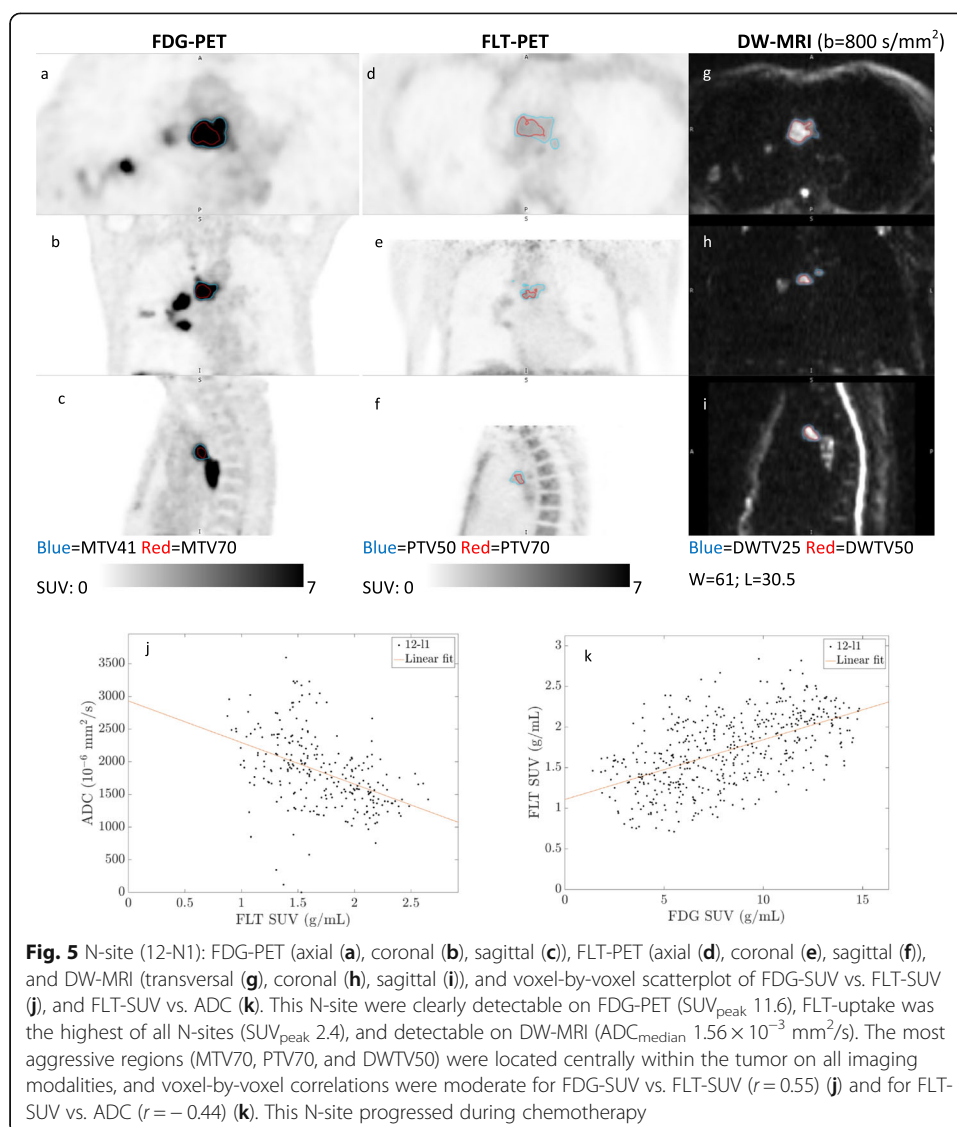 FDG-PET FLT-PET DW-MRI (b=800 s/mm²)
a d g
A A A
R L
P P P
S S S
b e h
R L
I I I
S S S
c f i
A P
I I I
Blue=MTV41 Red=MTV70 Blue=PTV50 Red=PTV70 Blue=DWTV25 Red=DWTV50
SUV: 0 7 SUV: 0 7 W=61; L=30.5
j
12-l1
Linear fit
3500
3000
2500
2000
1500
1000
500
0
ADC (10⁻⁶ mm²/s)
0 0.5 1 1.5 2 2.5
FLT SUV (g/mL)
k
12-l1
Linear fit
3
2.5
2
1.5
1
0.5
0
FLT SUV (g/mL)
0 5 10 15
FDG SUV (g/mL)
Fig. 5 N-site (12-N1): FDG-PET (axial (a), coronal (b), sagittal (c)), FLT-PET (axial (d), coronal (e), sagittal (f)),
and DW-MRI (transversal (g), coronal (h), sagittal (i)), and voxel-by-voxel scatterplot of FDG-SUV vs. FLT-SUV
(j), and FLT-SUV vs. ADC (k). This N-site were clearly detectable on FDG-PET (SUVpeak 11.6), FLT-uptake was
the highest of all N-sites (SUVpeak 2.4), and detectable on DW-MRI (ADCmedian 1.56 × 10⁻³ mm²/s). The most
aggressive regions (MTV70, PTV70, and DWTV50) were located centrally within the tumor on all imaging
modalities, and voxel-by-voxel correlations were moderate for FDG-SUV vs. FLT-SUV (r = 0.55) (j) and for FLT-
SUV vs. ADC (r = − 0.44) (k). This N-site progressed during chemotherapy